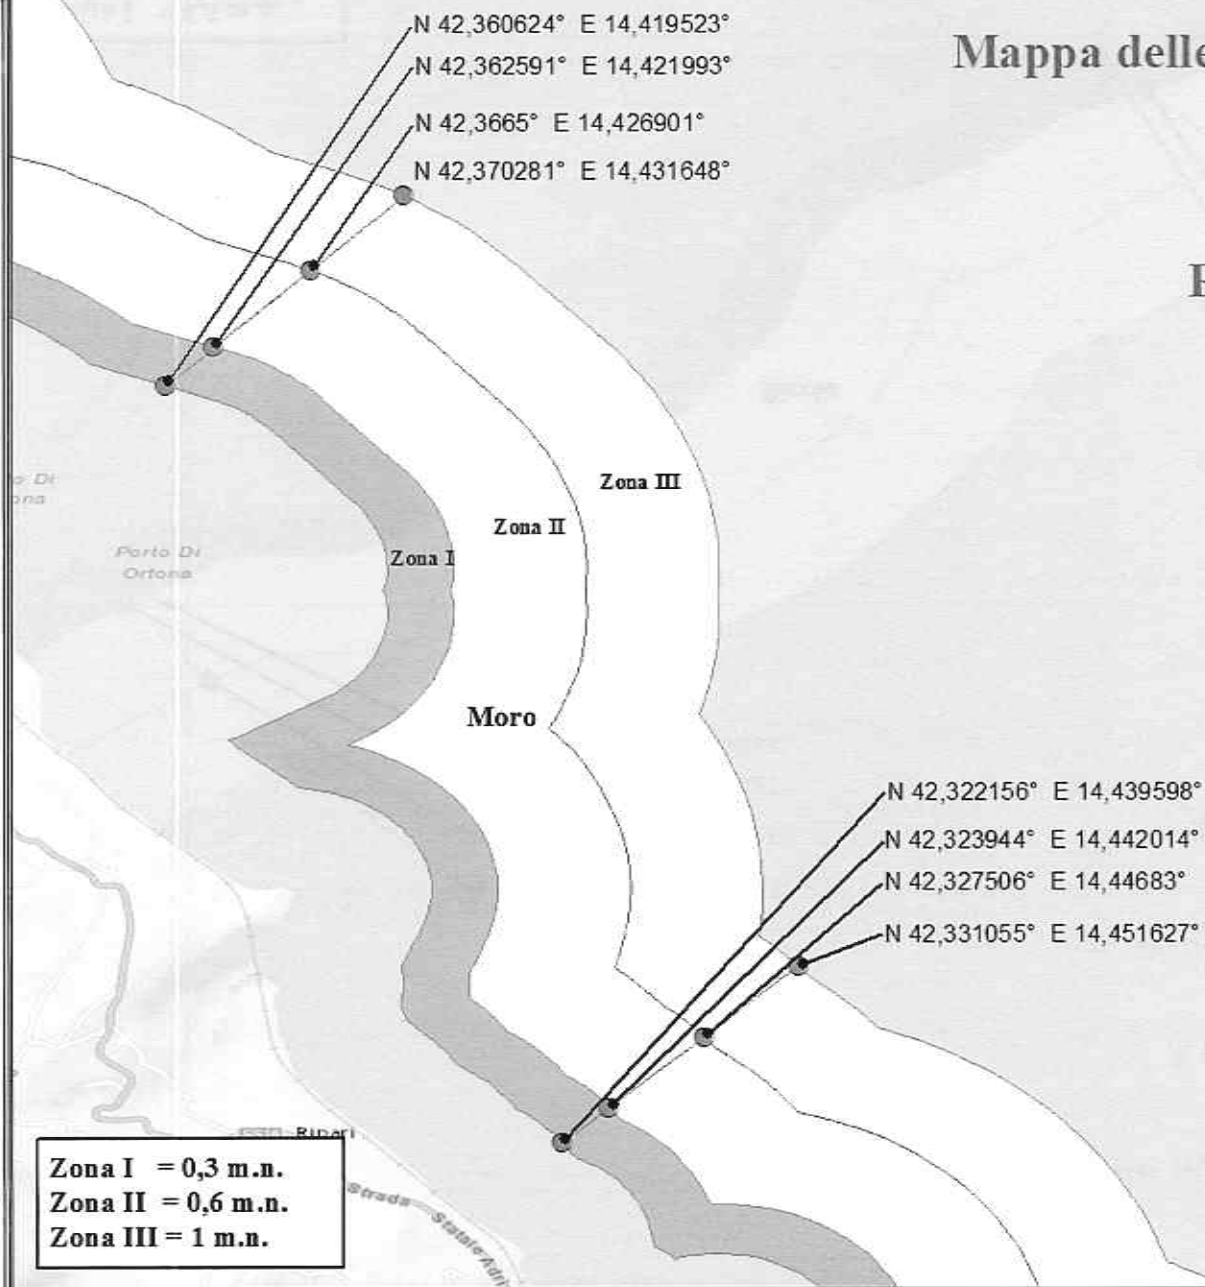 N 42,360624° E 14,419523°
N 42,362591° E 14,421993°
N 42,3665° E 14,426901°
N 42,370281° E 14,431648°
Mappa delle
Zona III
Zona II
Zona I
Porto Di
Ortona
Moro
N 42,322156° E 14,439598°
N 42,323944° E 14,442014°
N 42,327506° E 14,44683°
N 42,331055° E 14,451627°
Ripari
Strada Statale Adri
Zona I = 0,3 m.n.
Zona II = 0,6 m.n.
Zona III = 1 m.n.